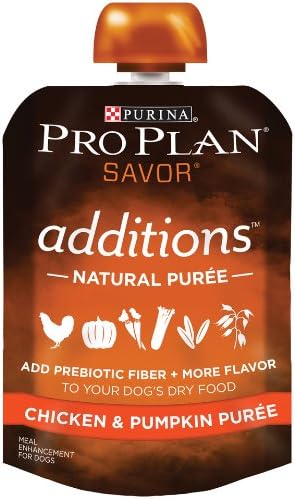 PURINA®
PRO PLAN®
SAVOR®
additions™
NATURAL PURÉE
ADD PREBIOTIC FIBER + MORE FLAVOR
TO YOUR DOG'S DRY FOOD
CHICKEN & PUMPKIN PURÉE
MEAL
ENHANCEMENT
FOR DOGS